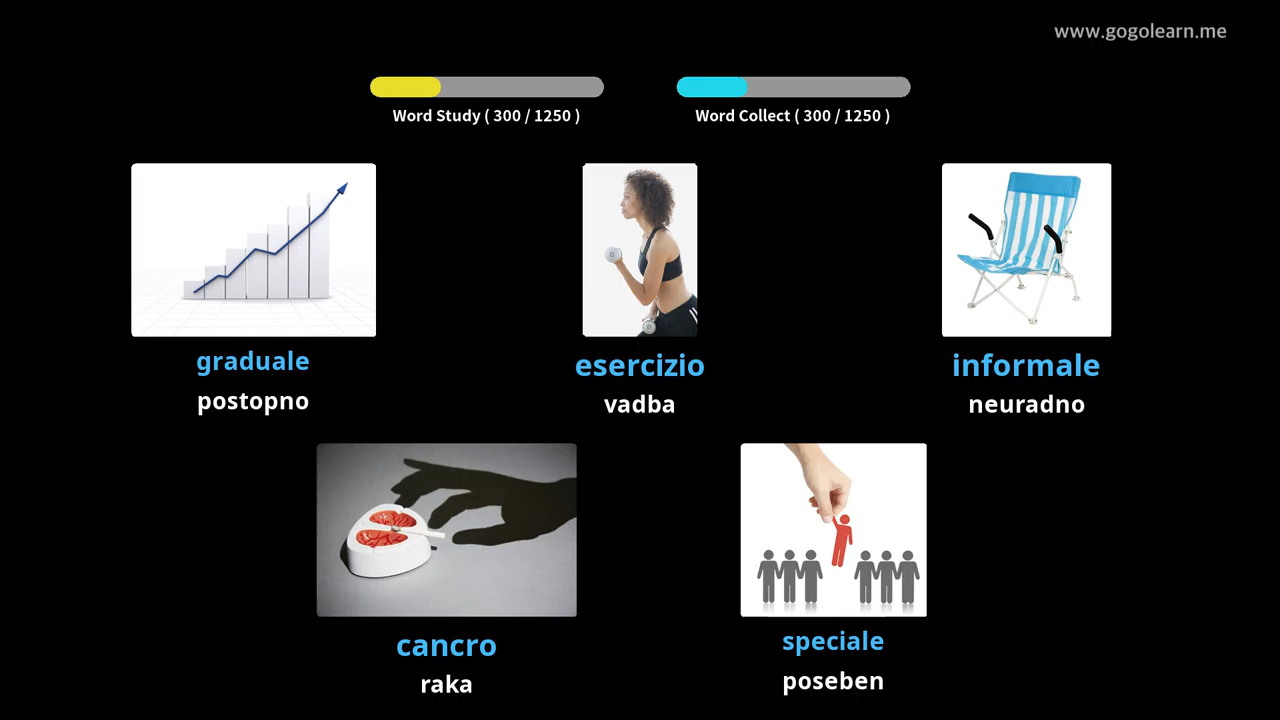 www.gogolearn.me
Word Study ( 300 / 1250 )
Word Collect ( 300 / 1250 )
graduale
postopno
esercizio
vadba
informale
neuradno
cancro
raka
speciale
poseben